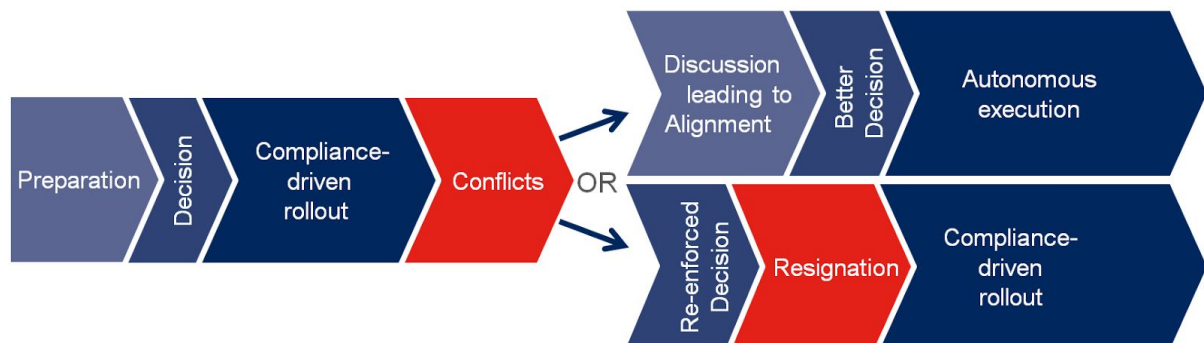 Preparation
Decision
Compliance-
driven
rollout
Conflicts
OR
Discussion
leading to
Alignment
Better
Decision
Autonomous
execution
Re-enforced
Decision
Resignation
Compliance-
driven
rollout